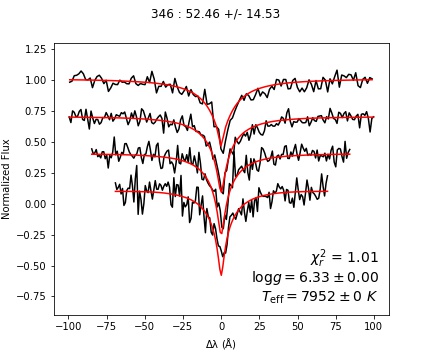 346 : 52.46 +/- 14.53
1.25
1.00
0.75
0.50
0.25
0.00
−0.25
−0.50
−0.75
Normalized Flux
χ²ᵣ = 1.01
logg = 6.33 ± 0.00
T_eff = 7952 ± 0 K
−100 −75 −50 −25 0 25 50 75 100
Δλ (Å)